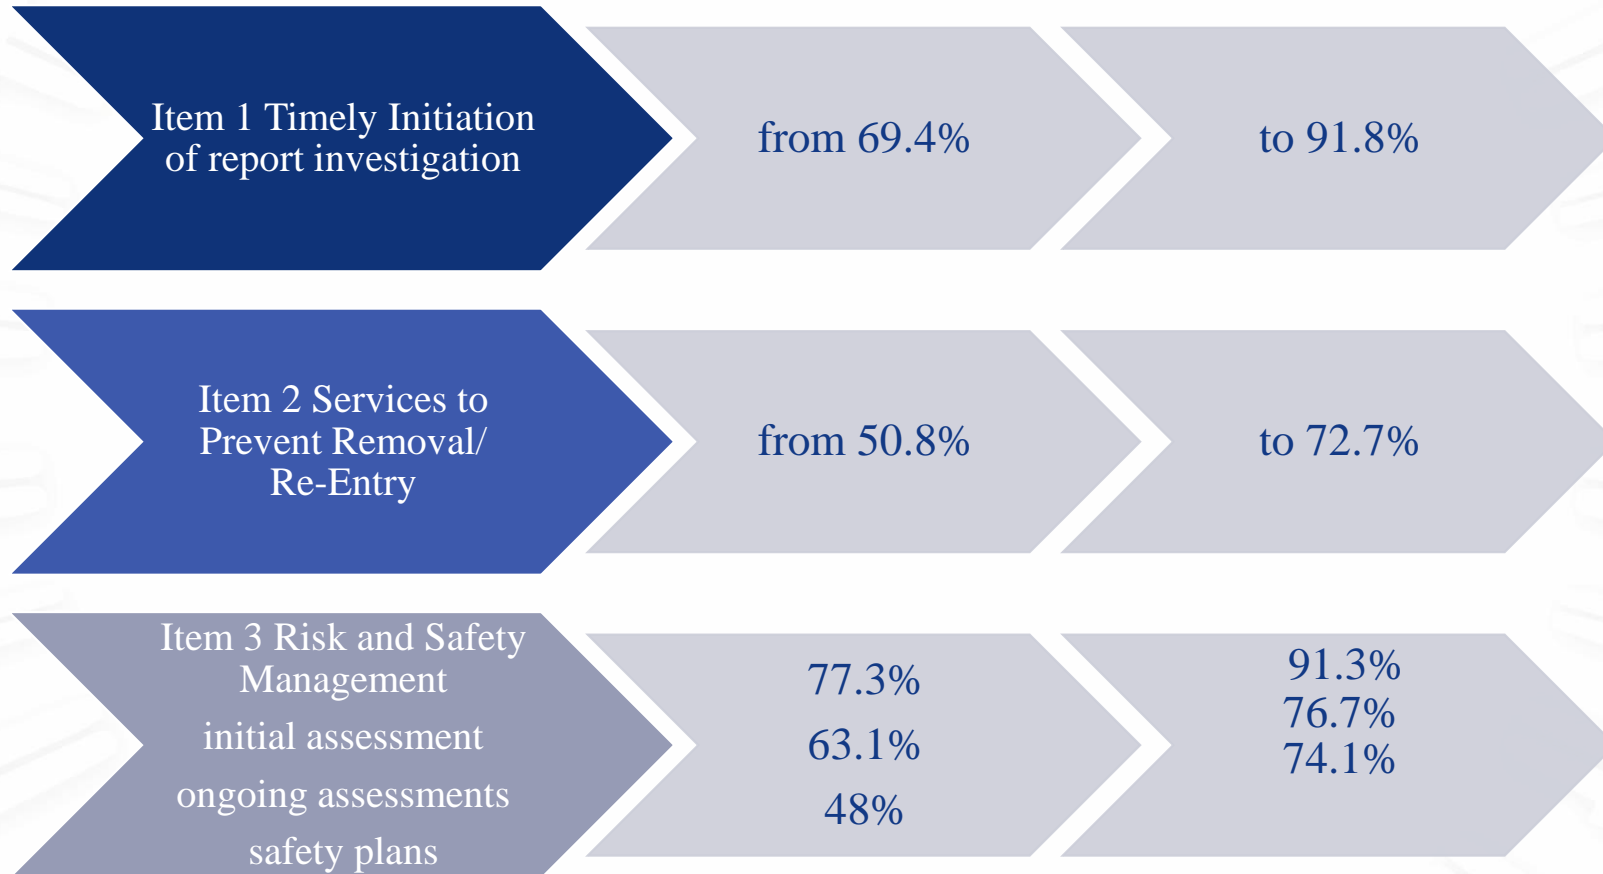 Item 1 Timely Initiation
of report investigation
from 69.4%
to 91.8%
Item 2 Services to
Prevent Removal/
Re-Entry
from 50.8%
to 72.7%
Item 3 Risk and Safety
Management
initial assessment
ongoing assessments
safety plans
77.3%
63.1%
48%
91.3%
76.7%
74.1%